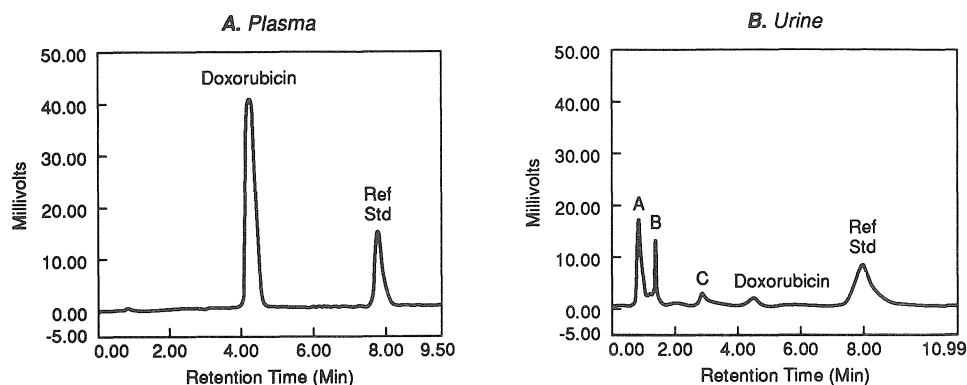 A. Plasma
50.00
40.00
30.00
20.00
10.00
0.00
-5.00
Millivolts
Doxorubicin
Ref
Std
0.00 2.00 4.00 6.00 8.00 9.50
Retention Time (Min)
B. Urine
50.00
40.00
30.00
20.00
10.00
0.00
-5.00
Millivolts
A
B
C
Doxorubicin
Ref
Std
0.00 2.00 4.00 6.00 8.00 10.99
Retention Time (Min)